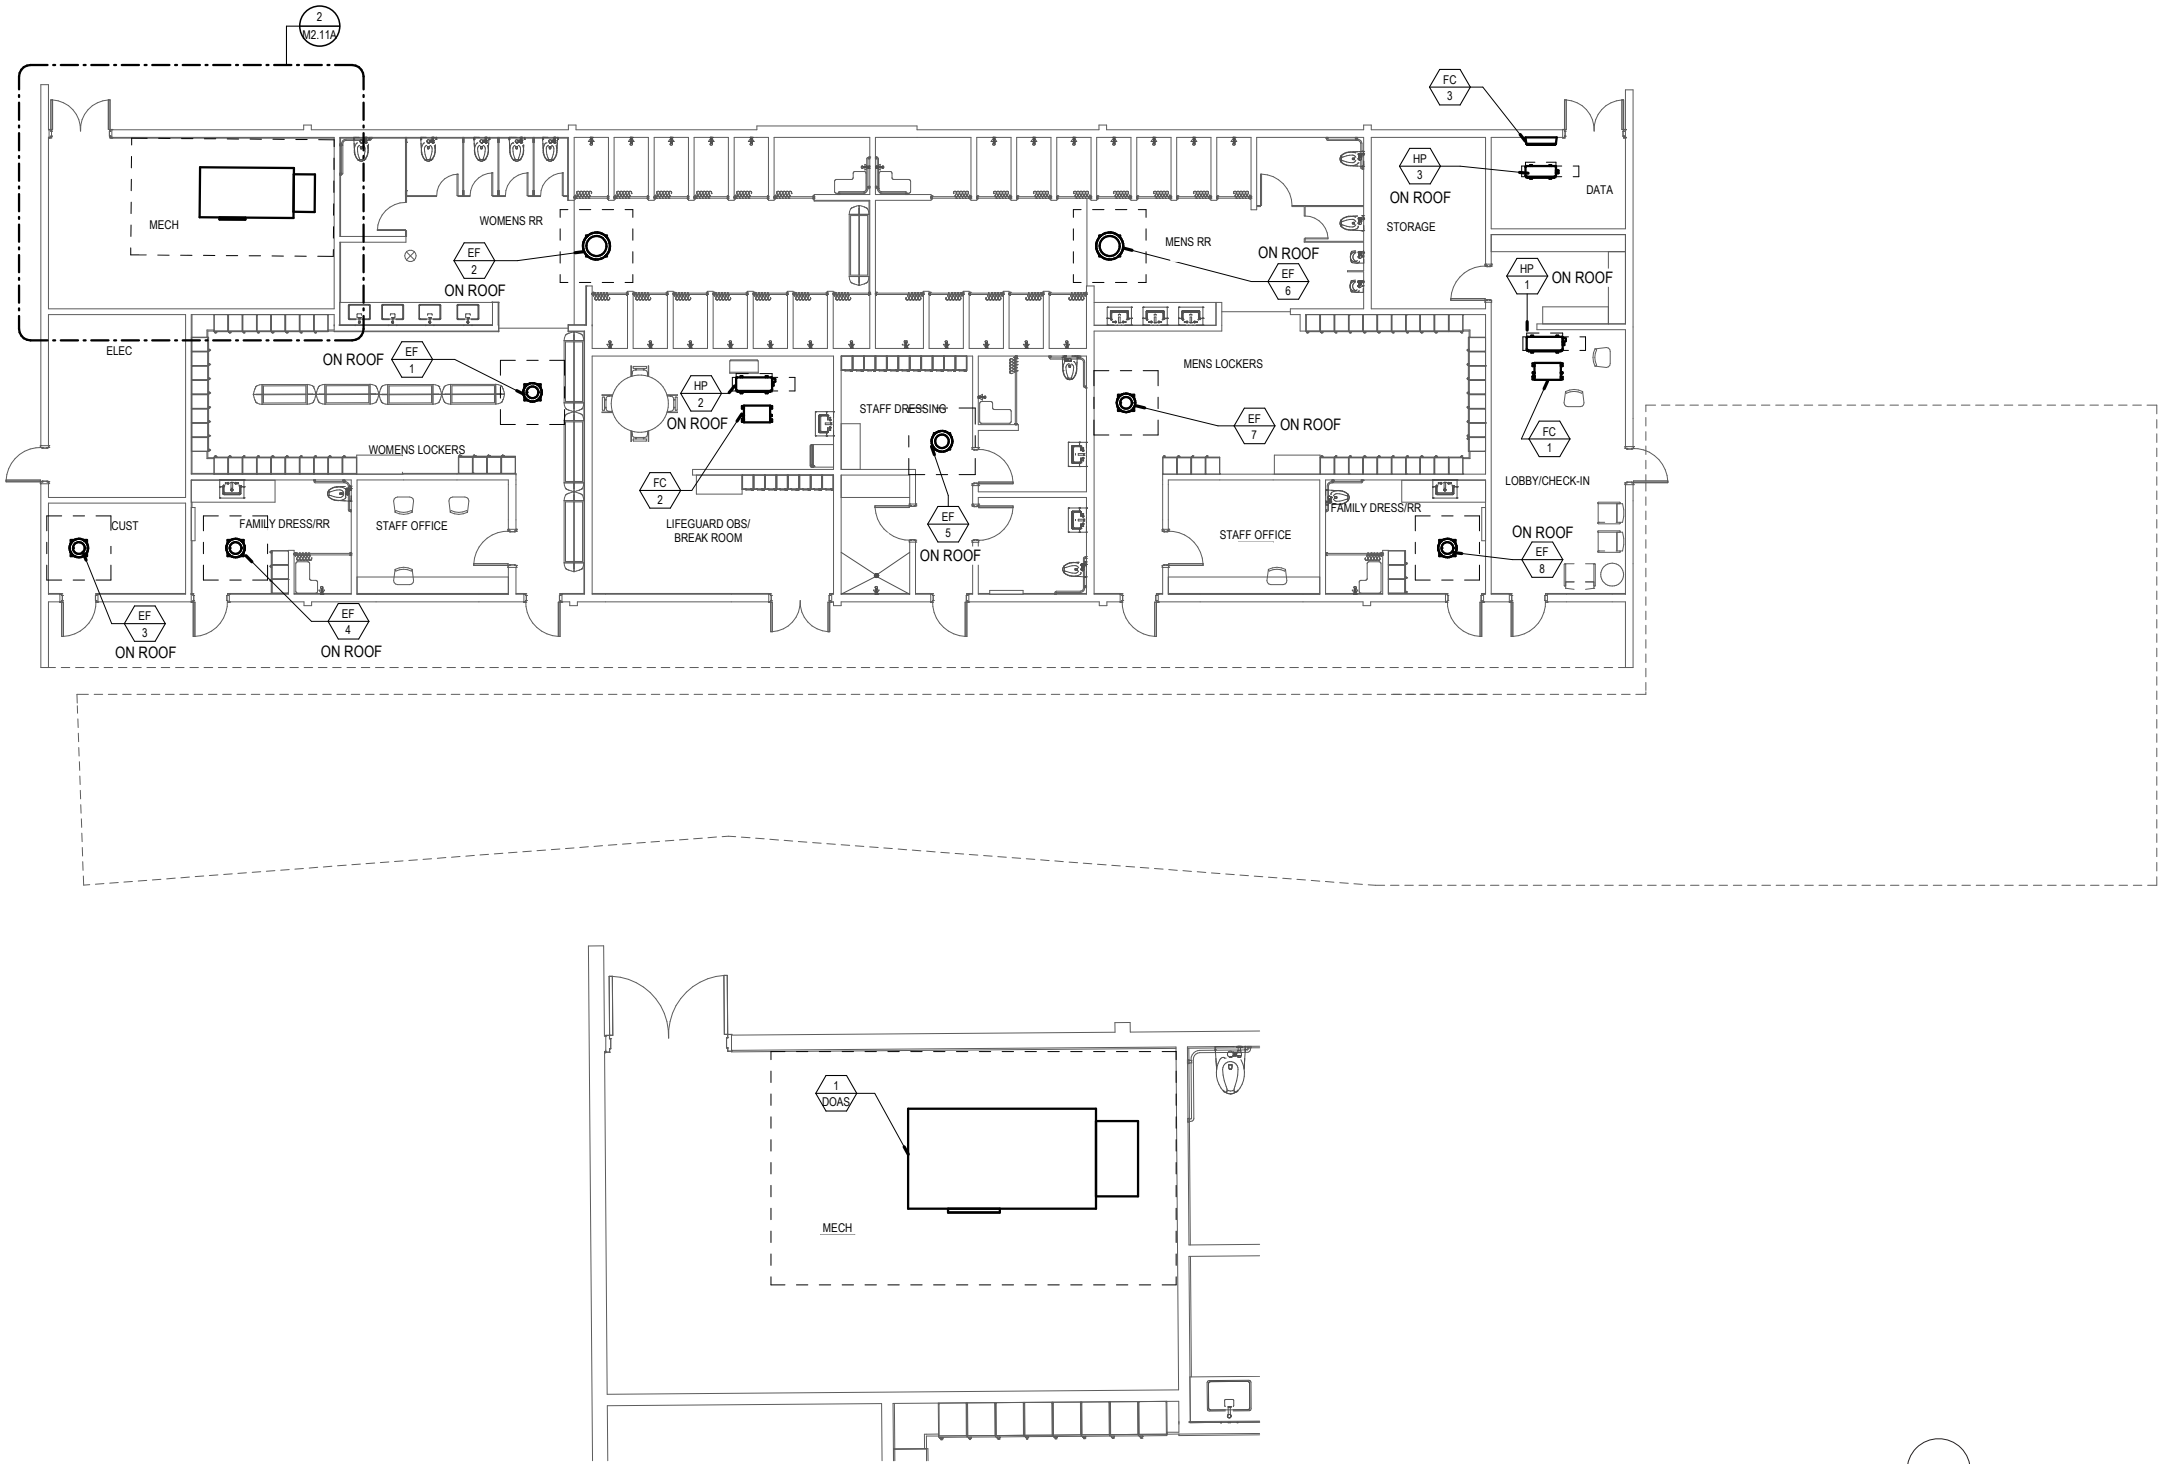 2
M2.11A
FC
3
HP
3
ON ROOF
DATA
MECH
WOMENS RR
EF
2
ON ROOF
MENS RR
ON ROOF
EF
6
STORAGE
HP
1
ON ROOF
ELEC
ON ROOF
EF
1
HP
2
ON ROOF
STAFF DRESSING
MENS LOCKERS
EF
7
ON ROOF
FC
1
WOMENS LOCKERS
FC
2
LOBBY/CHECK-IN
CUST
FAMILY DRESS/RR
STAFF OFFICE
LIFEGUARD OBS/
BREAK ROOM
EF
5
ON ROOF
STAFF OFFICE
FAMILY DRESS/RR
ON ROOF
EF
8
EF
3
ON ROOF
EF
4
ON ROOF
1
DOAS
MECH